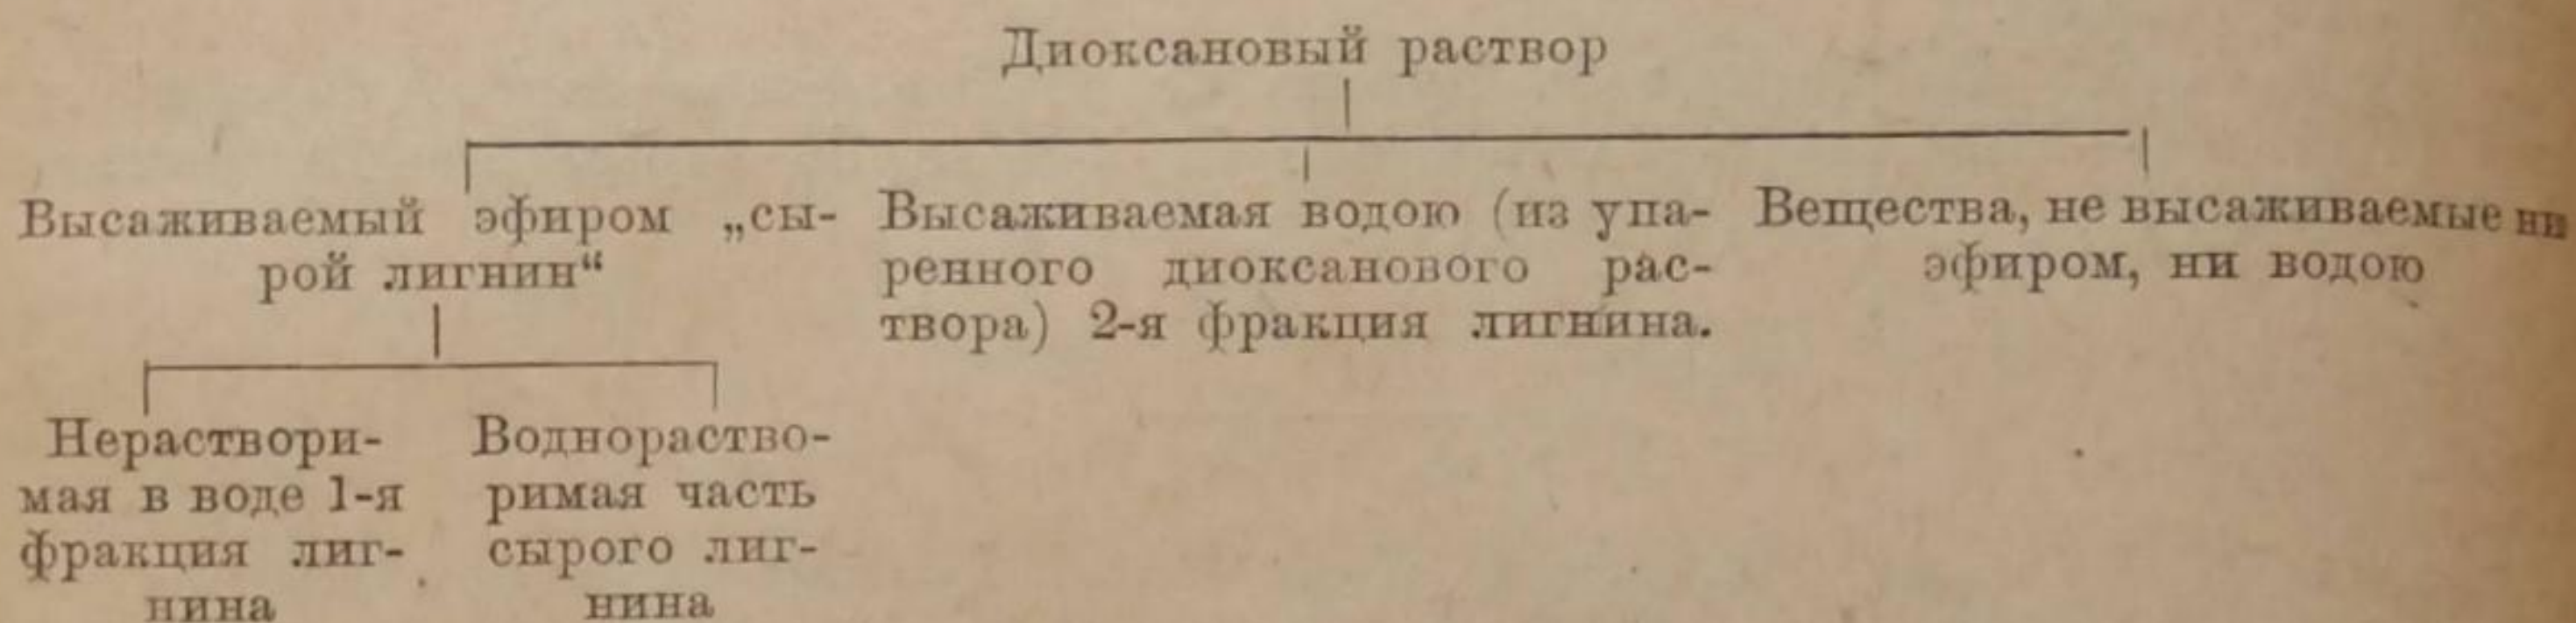 Диоксановый раствор
Высаживаемый эфиром „сы-
рой лигнин“
Высаживаемая водою (из упа-
ренного диоксанового рас-
твора) 2-я фракция лигнина.
Вещества, не высаживаемые ни
эфиром, ни водою
Нераствори-
мая в воде 1-я
фракция лиг-
нина
Воднораство-
римая часть
сырого лиг-
нина